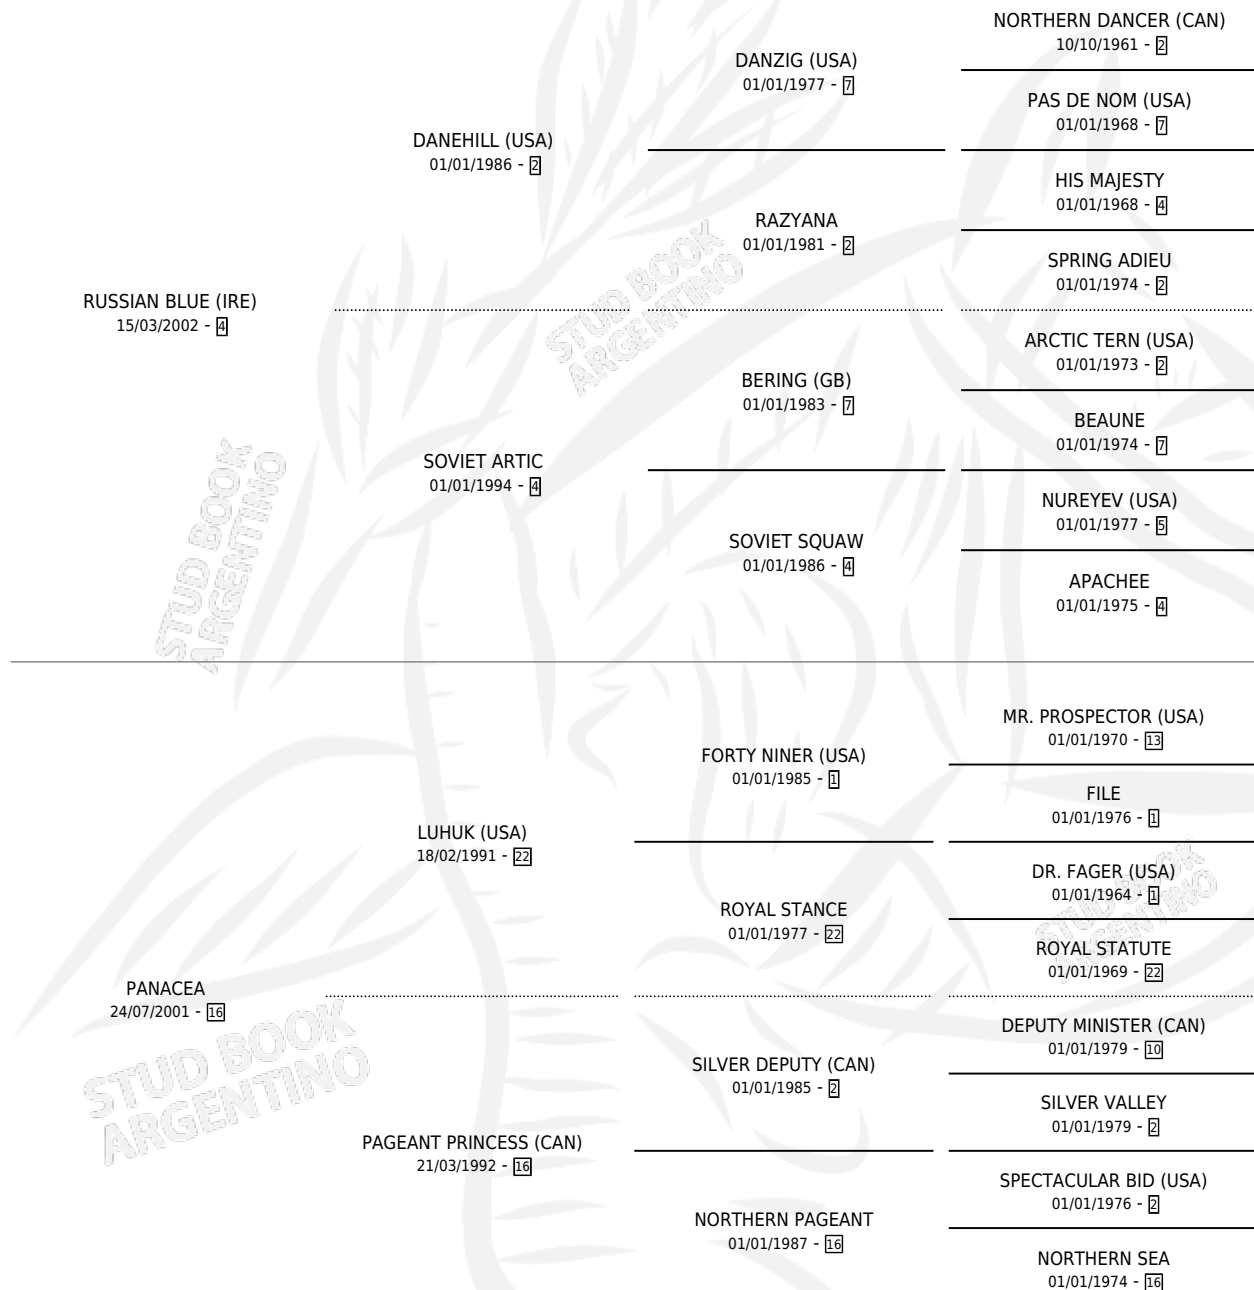 NORTHERN DANCER (CAN)
10/10/1961 - 2
DANZIG (USA)
01/01/1977 - 7
PAS DE NOM (USA)
01/01/1968 - 7
DANEHILL (USA)
01/01/1986 - 2
HIS MAJESTY
01/01/1968 - 4
RAZYANA
01/01/1981 - 2
SPRING ADIEU
01/01/1974 - 2
RUSSIAN BLUE (IRE)
15/03/2002 - 4
ARCTIC TERN (USA)
01/01/1973 - 2
BERING (GB)
01/01/1983 - 7
BEAUNE
01/01/1974 - 7
SOVIET ARTIC
01/01/1994 - 4
NUREYEV (USA)
01/01/1977 - 5
SOVIET SQUAW
01/01/1986 - 4
APACHEE
01/01/1975 - 4
STUD BOOK
ARGENTINO
STUD BOOK
ARGENTINO
MR. PROSPECTOR (USA)
01/01/1970 - 13
FORTY NINER (USA)
01/01/1985 - 1
FILE
01/01/1976 - 1
LUHUK (USA)
18/02/1991 - 22
DR. FAGER (USA)
01/01/1964 - 1
ROYAL STANCE
01/01/1977 - 22
ROYAL STATUTE
01/01/1969 - 22
STUD BOOK
ARGENTINO
PANACEA
24/07/2001 - 16
DEPUTY MINISTER (CAN)
01/01/1979 - 10
SILVER DEPUTY (CAN)
01/01/1985 - 2
SILVER VALLEY
01/01/1979 - 2
PAGEANT PRINCESS (CAN)
21/03/1992 - 16
SPECTACULAR BID (USA)
01/01/1976 - 2
NORTHERN PAGEANT
01/01/1987 - 16
NORTHERN SEA
01/01/1974 - 16
STUD BOOK
ARGENTINO